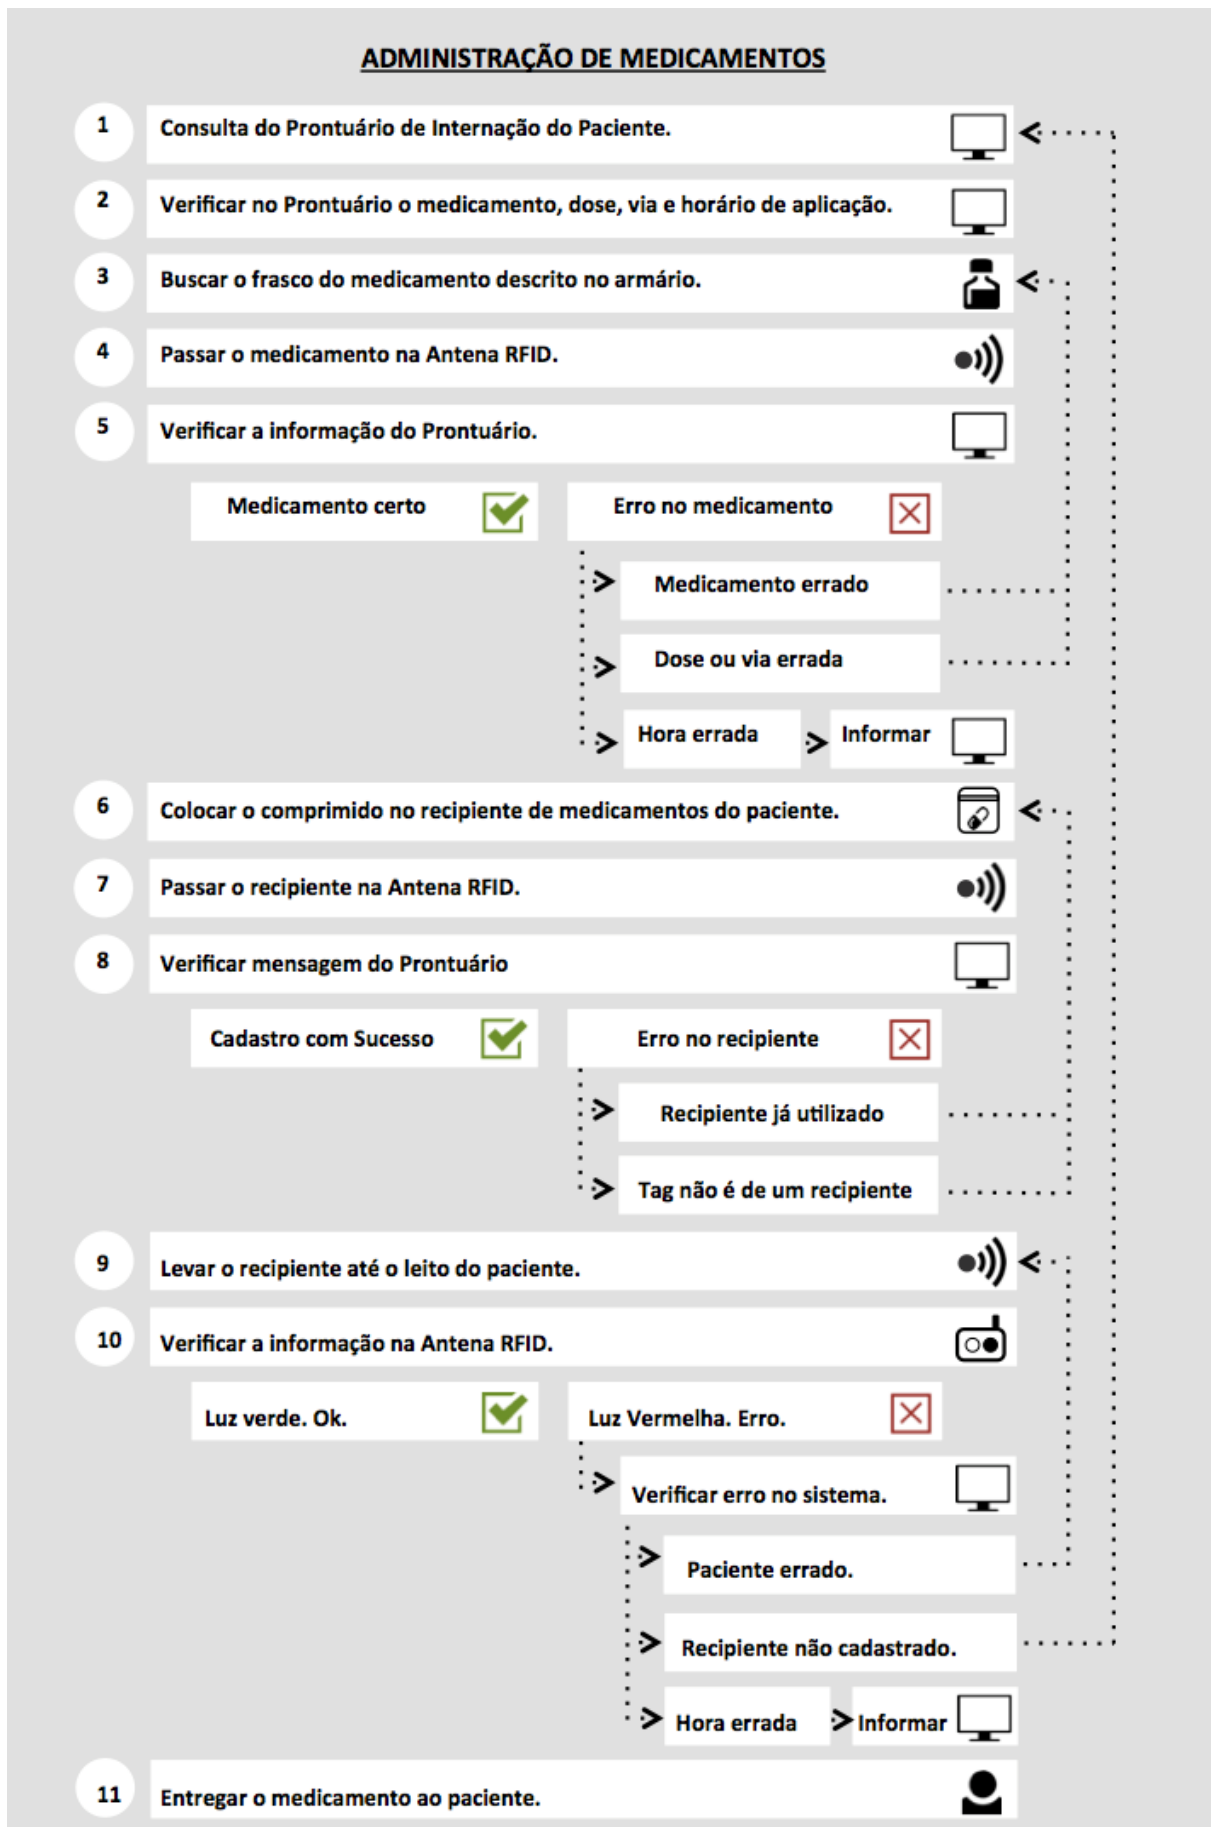 ADMINISTRAÇÃO DE MEDICAMENTOS
1 Consulta do Prontuário de Internação do Paciente.
2 Verificar no Prontuário o medicamento, dose, via e horário de aplicação.
3 Buscar o frasco do medicamento descrito no armário.
4 Passar o medicamento na Antena RFID.
5 Verificar a informação do Prontuário.
Medicamento certo Erro no medicamento
Medicamento errado
Dose ou via errada
Hora errada Informar
6 Colocar o comprimido no recipiente de medicamentos do paciente.
7 Passar o recipiente na Antena RFID.
8 Verificar mensagem do Prontuário
Cadastro com Sucesso Erro no recipiente
Recipiente já utilizado
Tag não é de um recipiente
9 Levar o recipiente até o leito do paciente.
10 Verificar a informação na Antena RFID.
Luz verde. Ok. Luz Vermelha. Erro.
Verificar erro no sistema.
Paciente errado.
Recipiente não cadastrado.
Hora errada Informar
11 Entregar o medicamento ao paciente.